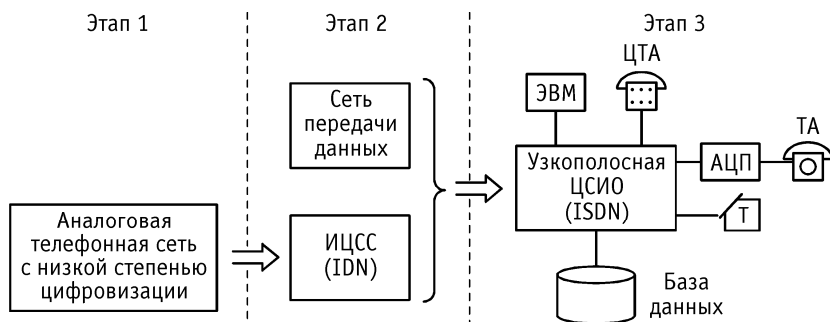 Этап 1
Этап 2
Этап 3
Аналоговая
телефонная сеть
с низкой степенью
цифровизации
Сеть
передачи
данных
ИЦСС
(IDN)
ЦТА
ЭВМ
ТА
Узкополосная
ЦСИО
(ISDN)
АЦП
Т
База
данных